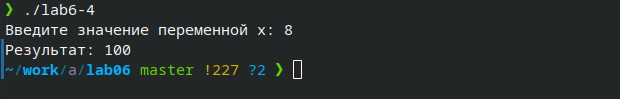 ❯ ./lab6-4
Введите значение переменной x: 8
Результат: 100
~/work/a/lab06 master !227 ?2 ❯